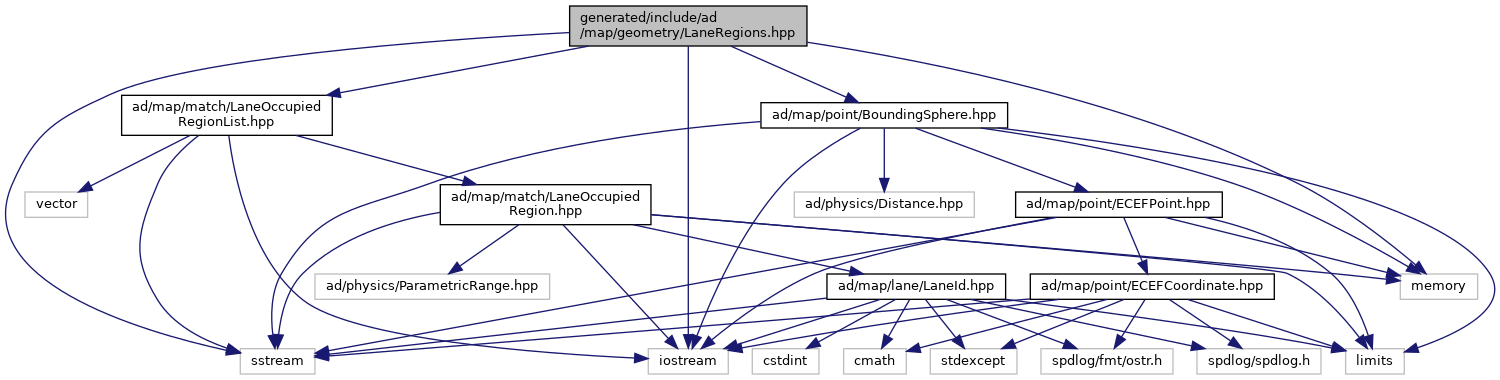 generated/include/ad
/map/geometry/LaneRegions.hpp
ad/map/match/LaneOccupied
RegionList.hpp
ad/map/point/BoundingSphere.hpp
vector
ad/map/match/LaneOccupied
Region.hpp
ad/physics/Distance.hpp
ad/map/point/ECEFPoint.hpp
ad/physics/ParametricRange.hpp
ad/map/lane/LaneId.hpp
ad/map/point/ECEFCoordinate.hpp
memory
sstream
iostream
cstdint
cmath
stdexcept
spdlog/fmt/ostr.h
spdlog/spdlog.h
limits